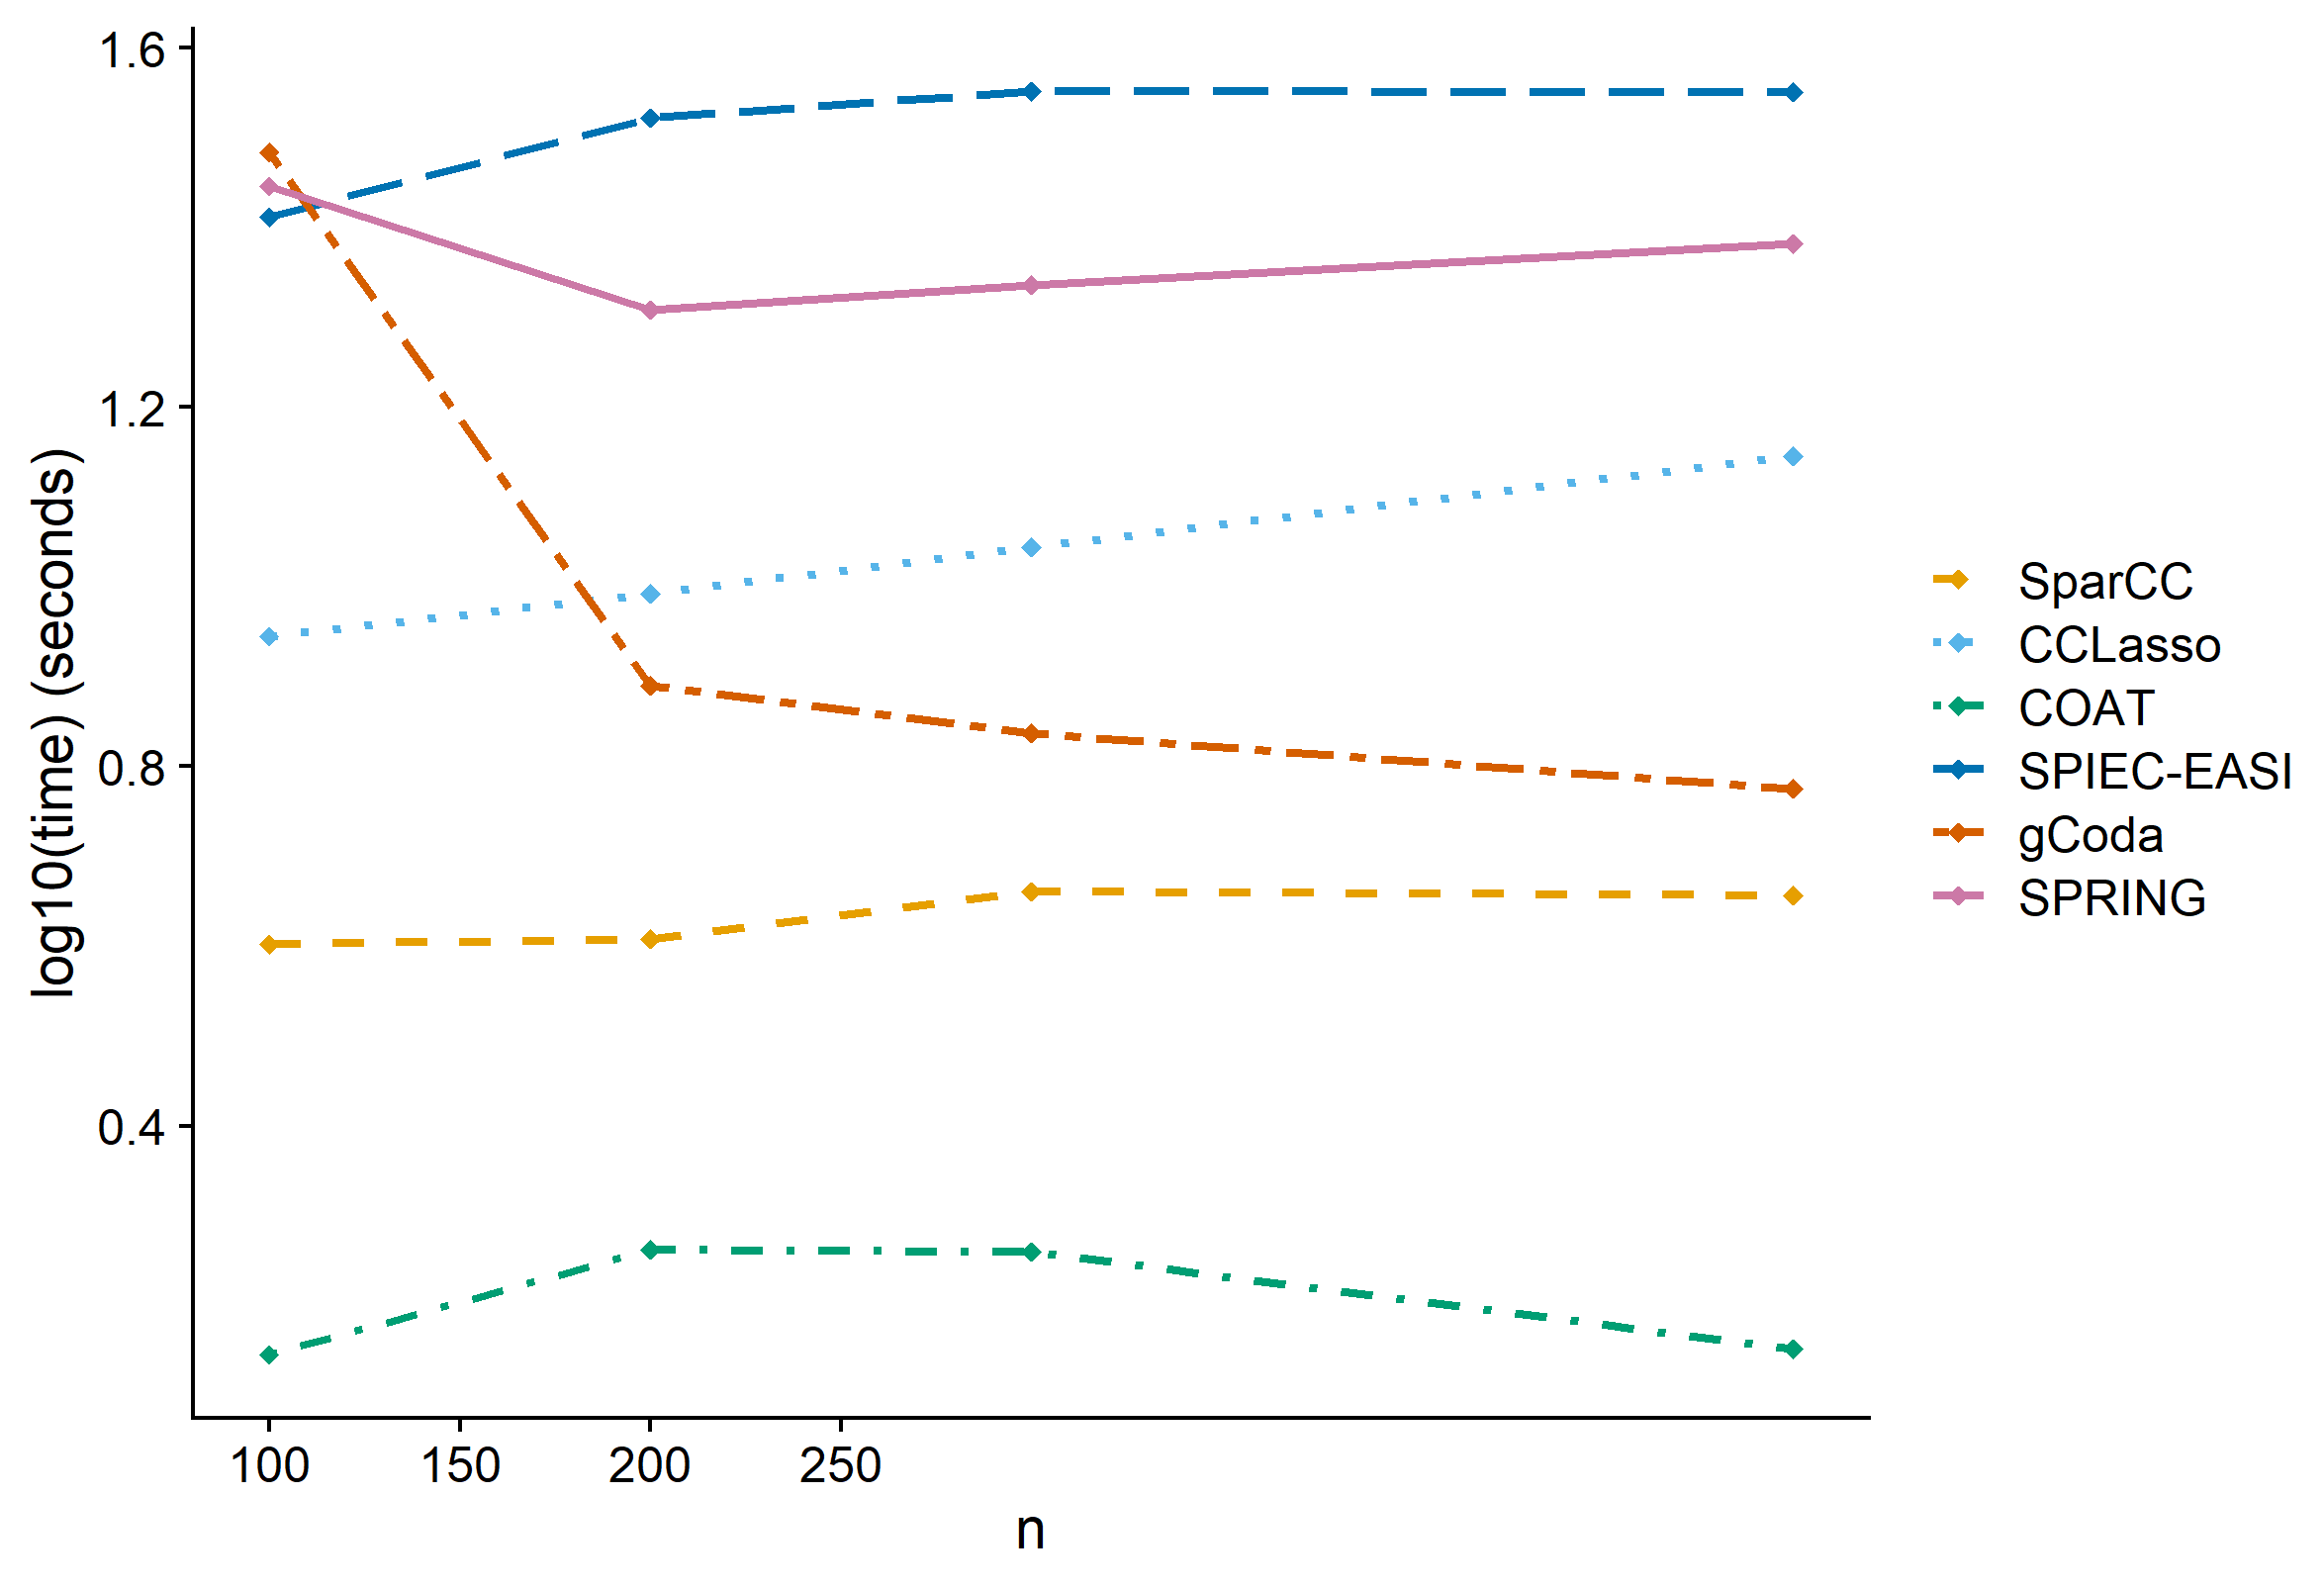 log10(time) (seconds)
1.6
1.2
0.8
0.4
100 150 200 250
n
SparCC
CCLasso
COAT
SPIEC-EASI
gCoda
SPRING